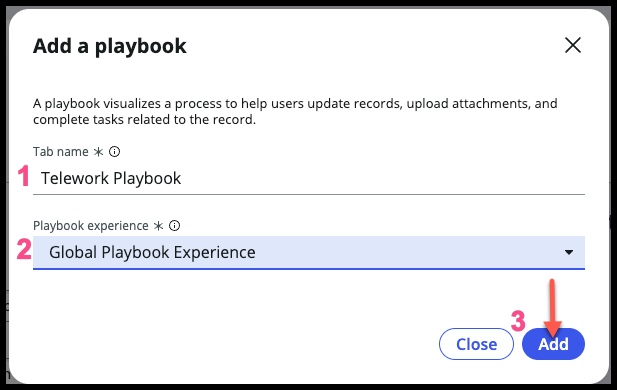 Add a playbook
A playbook visualizes a process to help users update records, upload attachments, and
complete tasks related to the record.
Tab name *
1 Telework Playbook
Playbook experience *
2 Global Playbook Experience
3
Close Add